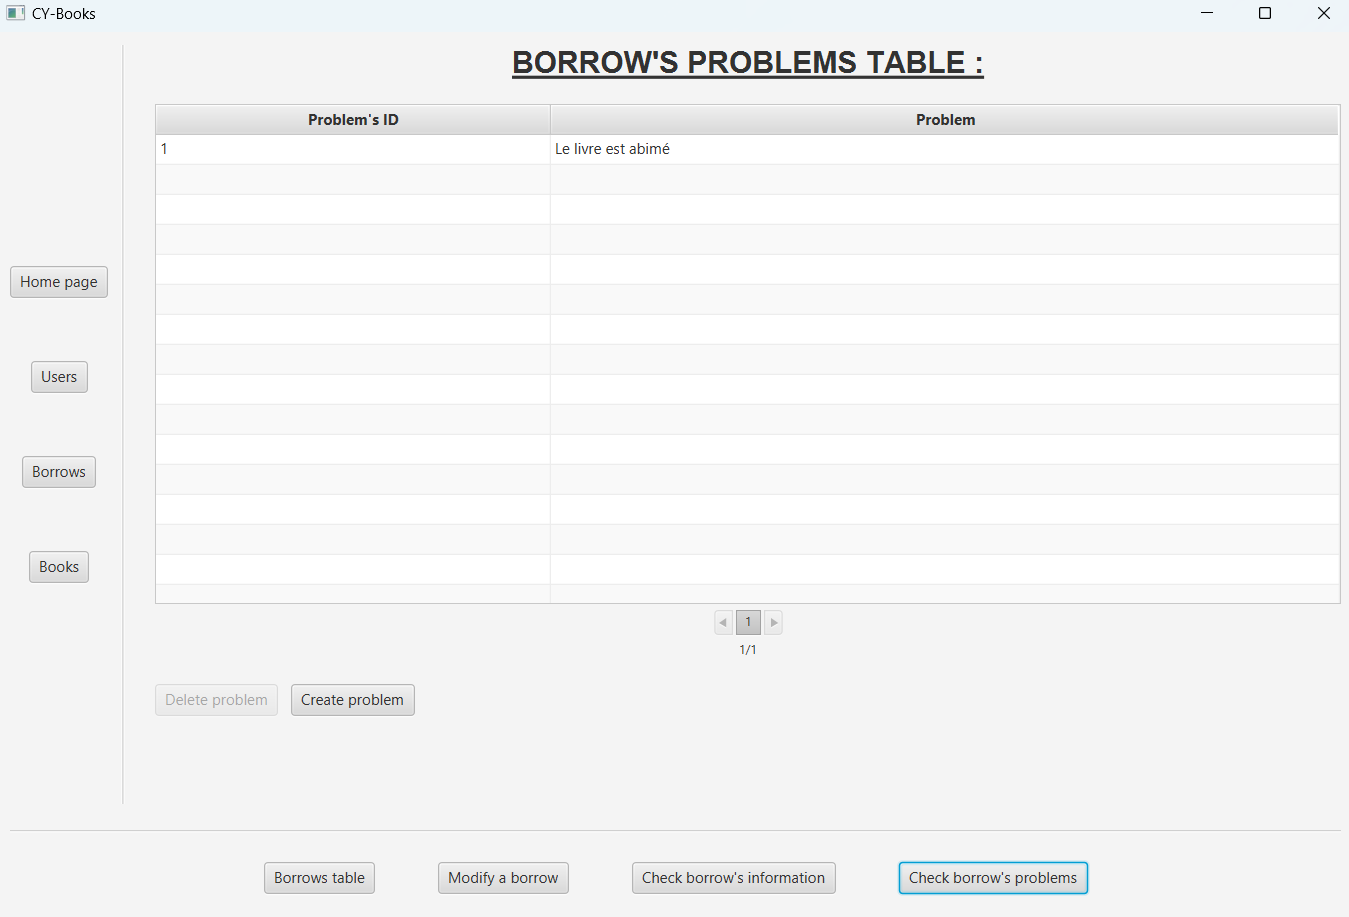 CY-Books
BORROW'S PROBLEMS TABLE :
Problem's ID Problem
1 Le livre est abimé
Home page
Users
Borrows
Books
1
1/1
Delete problem Create problem
Borrows table Modify a borrow Check borrow's information Check borrow's problems